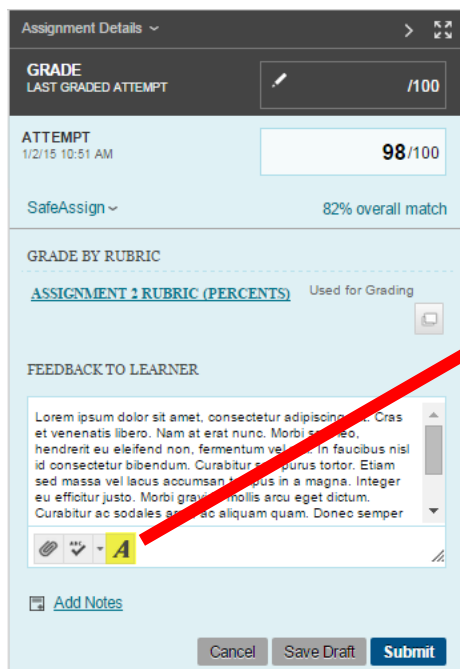 Assignment Details
GRADE
LAST GRADED ATTEMPT
/100
ATTEMPT
1/2/15 10:51 AM
98/100
SafeAssign
82% overall match
GRADE BY RUBRIC
ASSIGNMENT 2 RUBRIC (PERCENTS)
Used for Grading
FEEDBACK TO LEARNER
Lorem ipsum dolor sit amet, consectetur adipiscing Cras
et venenatis libero. Nam at erat nunc. Morbi
hendrerit eu eleifend non, fermentum vel In faucibus nisl
id consectetur bibendum. Curabitur purus tortor. Etiam
sed massa vel lacus accumsan in a magna. Integer
eu efficitur justo. Morbi mollis arcu eget dictum.
Curabitur ac sodales ac aliquam quam. Donec semper
ABC
A
Add Notes
Cancel Save Draft Submit